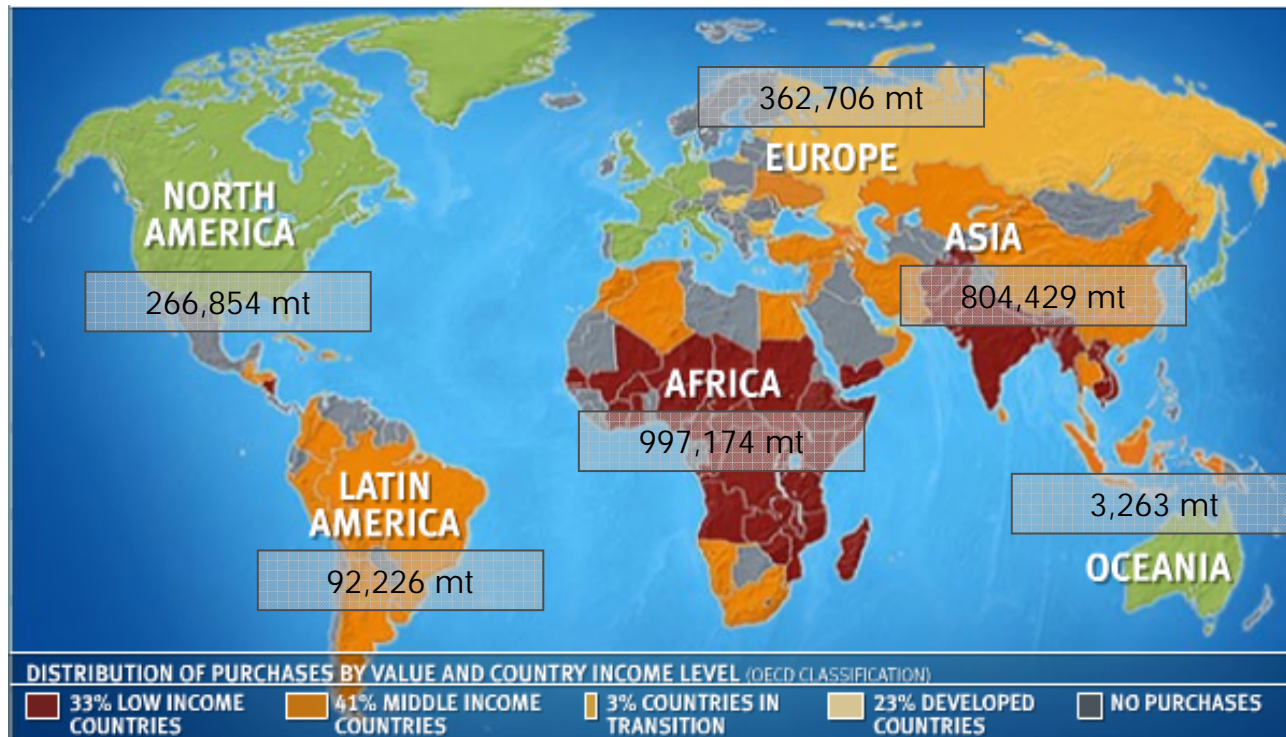 362,706 mt
EUROPE
NORTH
AMERICA
ASIA
266,854 mt
804,429 mt
AFRICA
997,174 mt
LATIN
AMERICA
3,263 mt
92,226 mt
OCEANIA
DISTRIBUTION OF PURCHASES BY VALUE AND COUNTRY INCOME LEVEL (OECD CLASSIFICATION)
33% LOW INCOME
COUNTRIES
41% MIDDLE INCOME
COUNTRIES
3% COUNTRIES IN
TRANSITION
23% DEVELOPED
COUNTRIES
NO PURCHASES